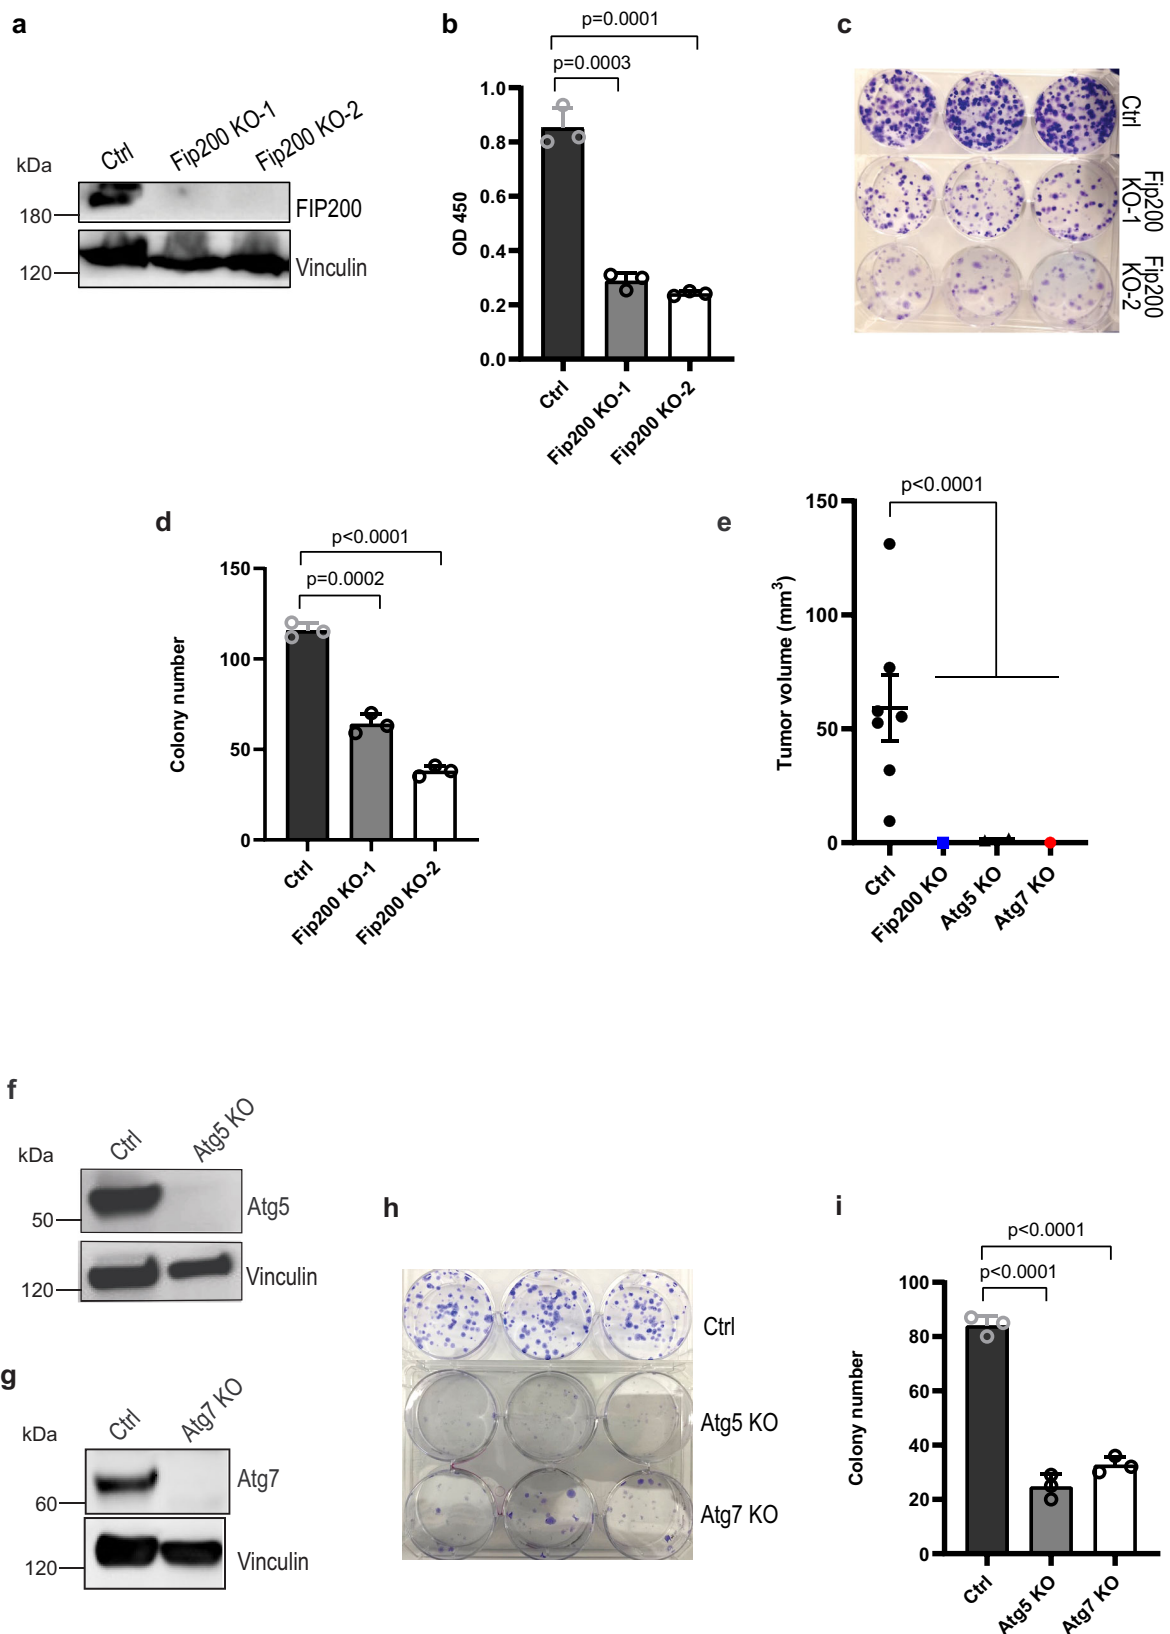 a
kDa
Ctrl
Fip200 KO-1
Fip200 KO-2
180
FIP200
120
Vinculin
b
p=0.0001
p=0.0003
1.0
0.8
0.6
0.4
0.2
0.0
OD 450
Ctrl
Fip200 KO-1
Fip200 KO-2
c
Ctrl
Fip200
KO-1
Fip200
KO-2
d
p<0.0001
p=0.0002
150
100
50
0
Colony number
Ctrl
Fip200 KO-1
Fip200 KO-2
e
p<0.0001
150
100
50
0
Tumor volume (mm³)
Ctrl
Fip200 KO
Atg5 KO
Atg7 KO
f
kDa
Ctrl
Atg5 KO
50
Atg5
120
Vinculin
g
kDa
Ctrl
Atg7 KO
60
Atg7
120
Vinculin
h
Ctrl
Atg5 KO
Atg7 KO
i
p<0.0001
p<0.0001
100
80
60
40
20
0
Colony number
Ctrl
Atg5 KO
Atg7 KO